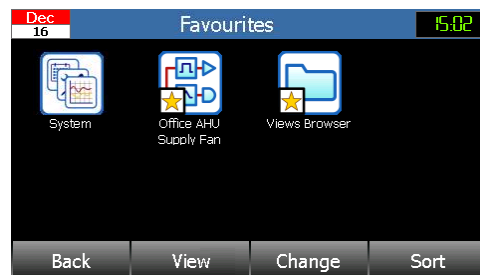 Dec
16
Favourites
15:02
System
Office AHU
Supply Fan
Views Browser
Back
View
Change
Sort